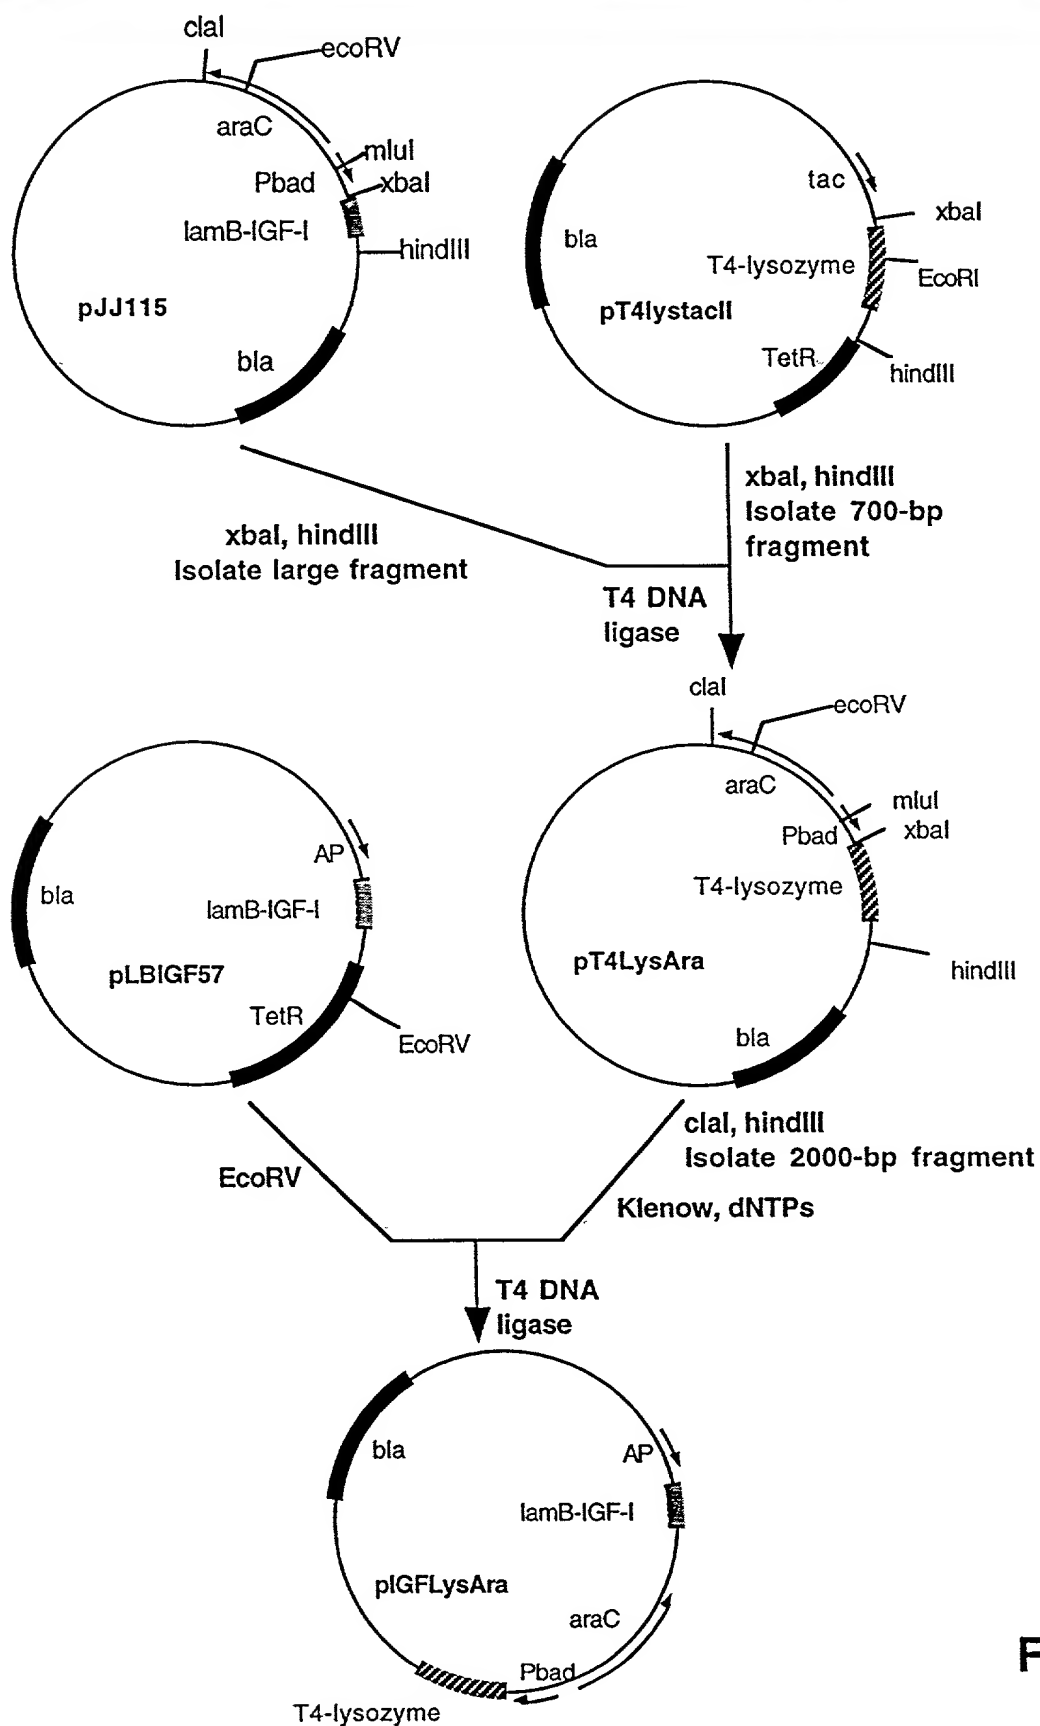 claI
ecoRV
araC
mluI
Pbad
xbaI
lamB-IGF-I
hindIII
pJJ115
bla
tac
xbaI
bla
T4-lysozyme
EcoRI
pT4lystacII
TetR
hindIII
xbaI, hindIII
Isolate large fragment
xbaI, hindIII
Isolate 700-bp
fragment
T4 DNA
ligase
claI
ecoRV
araC
mluI
Pbad
xbaI
T4-lysozyme
pT4LysAra
hindIII
bla
AP
bla
lamB-IGF-I
pLBIGF57
TetR
EcoRV
EcoRV
claI, hindIII
Isolate 2000-bp fragment
Klenow, dNTPs
T4 DNA
ligase
bla
AP
lamB-IGF-I
pIGFLysAra
araC
Pbad
T4-lysozyme
F